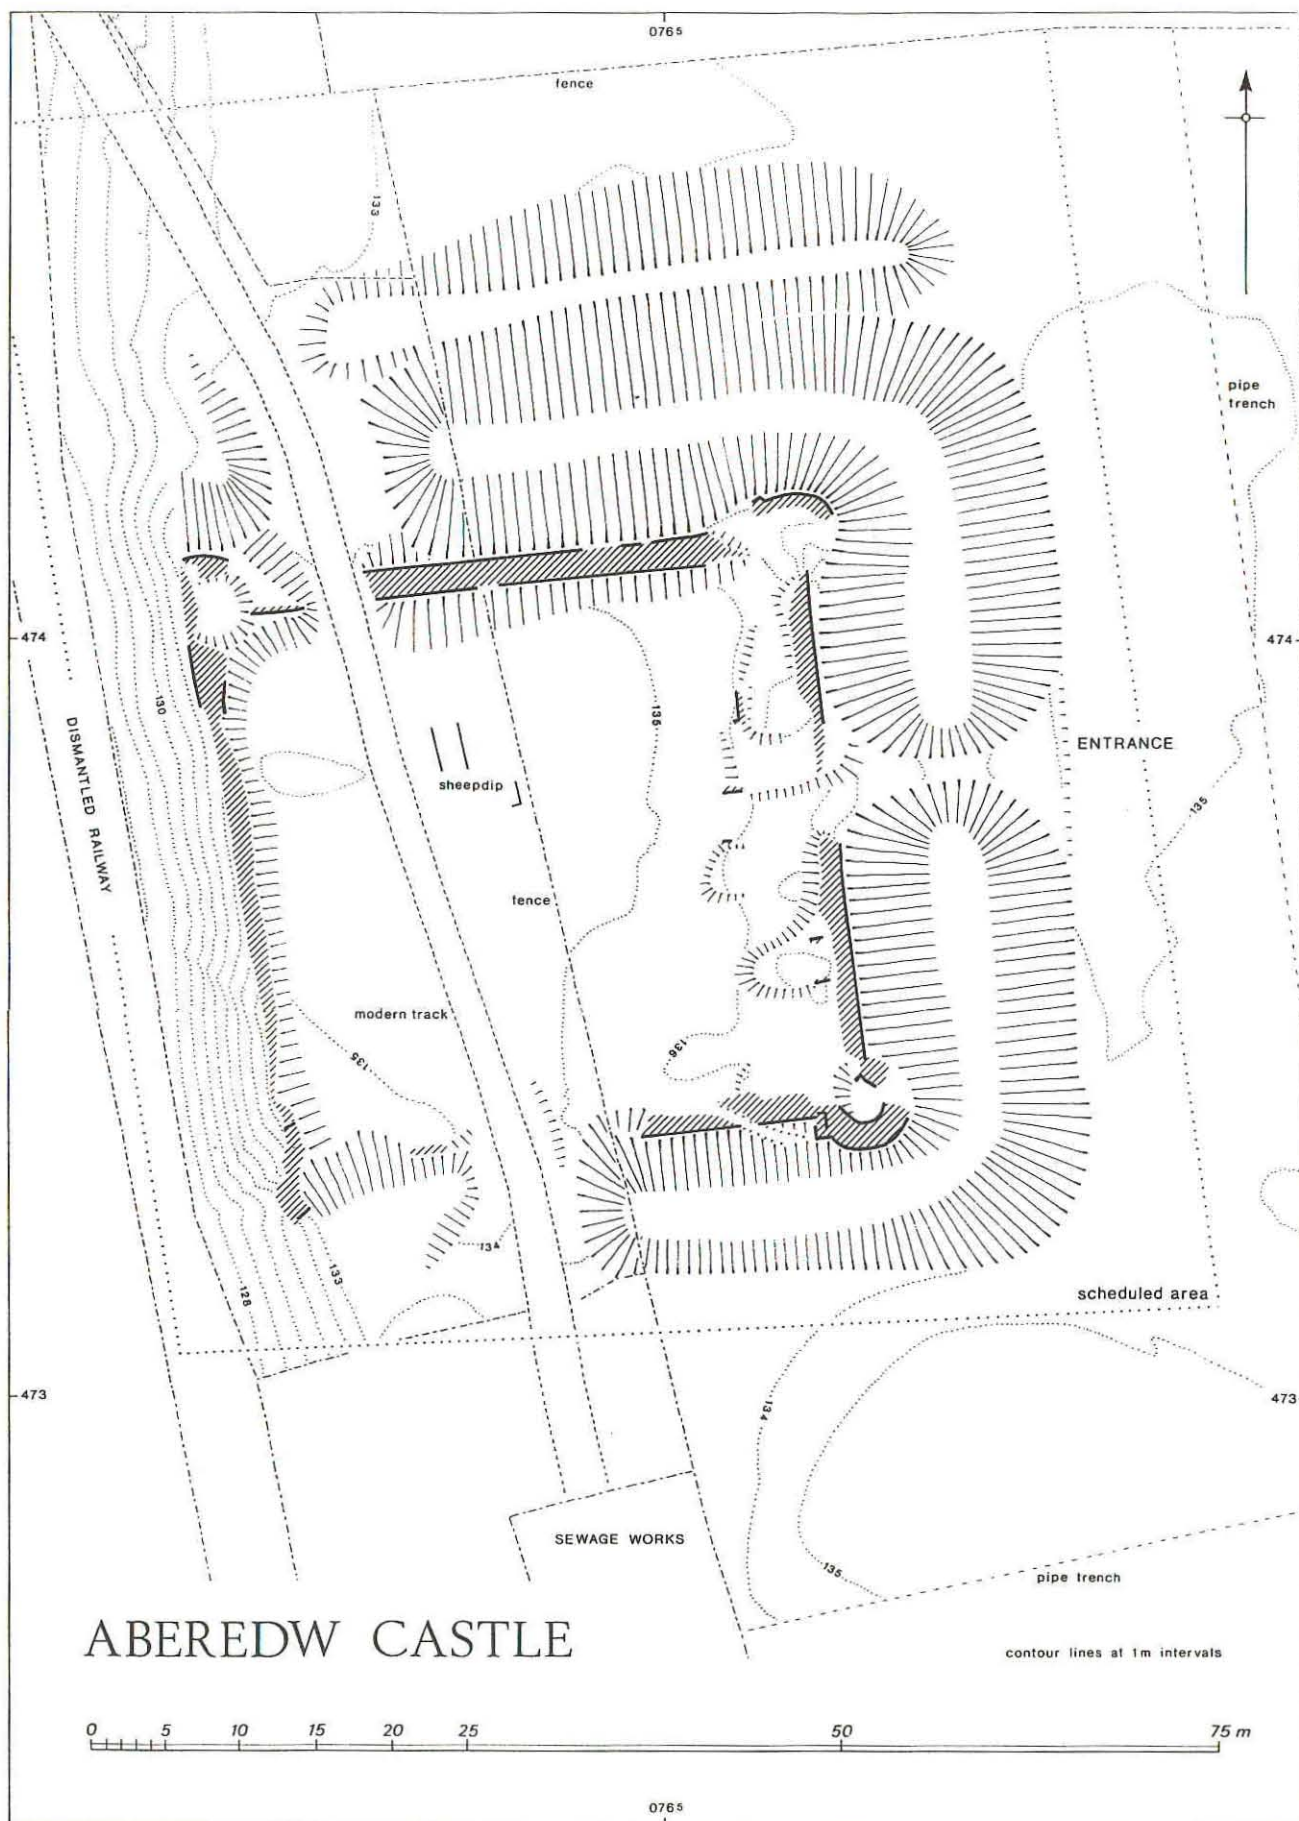 076⁵
fence
133
pipe
trench
474
474
130
135
DISMANTLED RAILWAY
ENTRANCE
sheepdip
135
fence
modern track
136
135
134
133
128
scheduled area
473
473
134
SEWAGE WORKS
135
pipe trench
ABEREDW CASTLE
contour lines at 1m intervals
0 5 10 15 20 25 50 75 m
076⁵